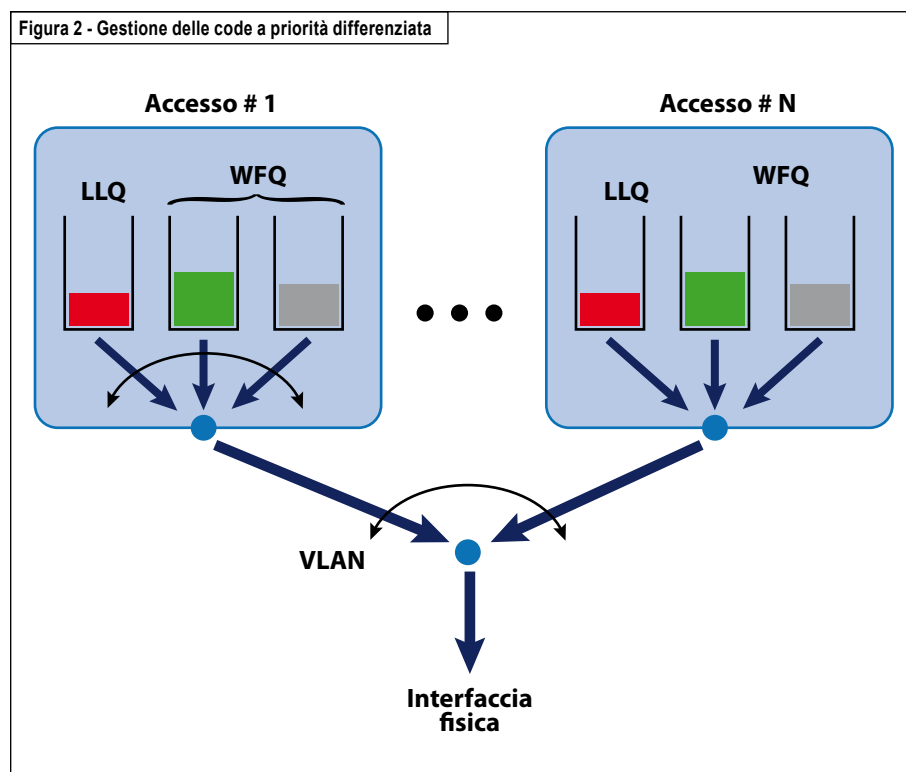 Figura 2 - Gestione delle code a priorità differenziata
Accesso # 1
Accesso # N
LLQ
WFQ
LLQ
WFQ
VLAN
Interfaccia
fisica